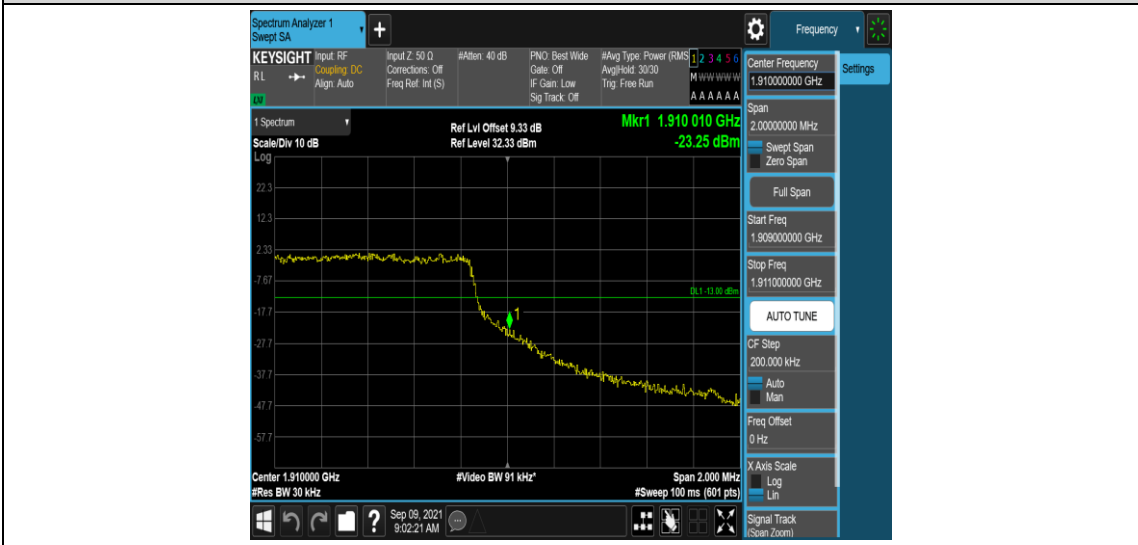 Spectrum Analyzer 1
Swept SA
+
Frequency
KEYSIGHT
RL
LXI
Input: RF
Coupling: DC
Align: Auto
Input Z: 50 Ω
Corrections: Off
Freq Ref: Int (S)
#Atten: 40 dB
PNO: Best Wide
Gate: Off
IF Gain: Low
Sig Track: Off
#Avg Type: Power (RMS
Avg|Hold: 30/30
Trig: Free Run
1 2 3 4 5 6
M W W W W W
A A A A A A
1 Spectrum
Scale/Div 10 dB
Log
Ref Lvl Offset 9.33 dB
Ref Level 32.33 dBm
Mkr1 1.910 010 GHz
-23.25 dBm
22.3
12.3
2.33
-7.67
-17.7
-27.7
-37.7
-47.7
-57.7
DL1 -13.00 dBm
1
Center 1.910000 GHz
#Res BW 30 kHz
#Video BW 91 kHz*
Span 2.000 MHz
#Sweep 100 ms (601 pts)
Sep 09, 2021
9:02:21 AM
Center Frequency
1.910000000 GHz
Settings
Span
2.00000000 MHz
Swept Span
Zero Span
Full Span
Start Freq
1.909000000 GHz
Stop Freq
1.911000000 GHz
AUTO TUNE
CF Step
200.000 kHz
Auto
Man
Freq Offset
0 Hz
X Axis Scale
Log
Lin
Signal Track
(Span Zoom)